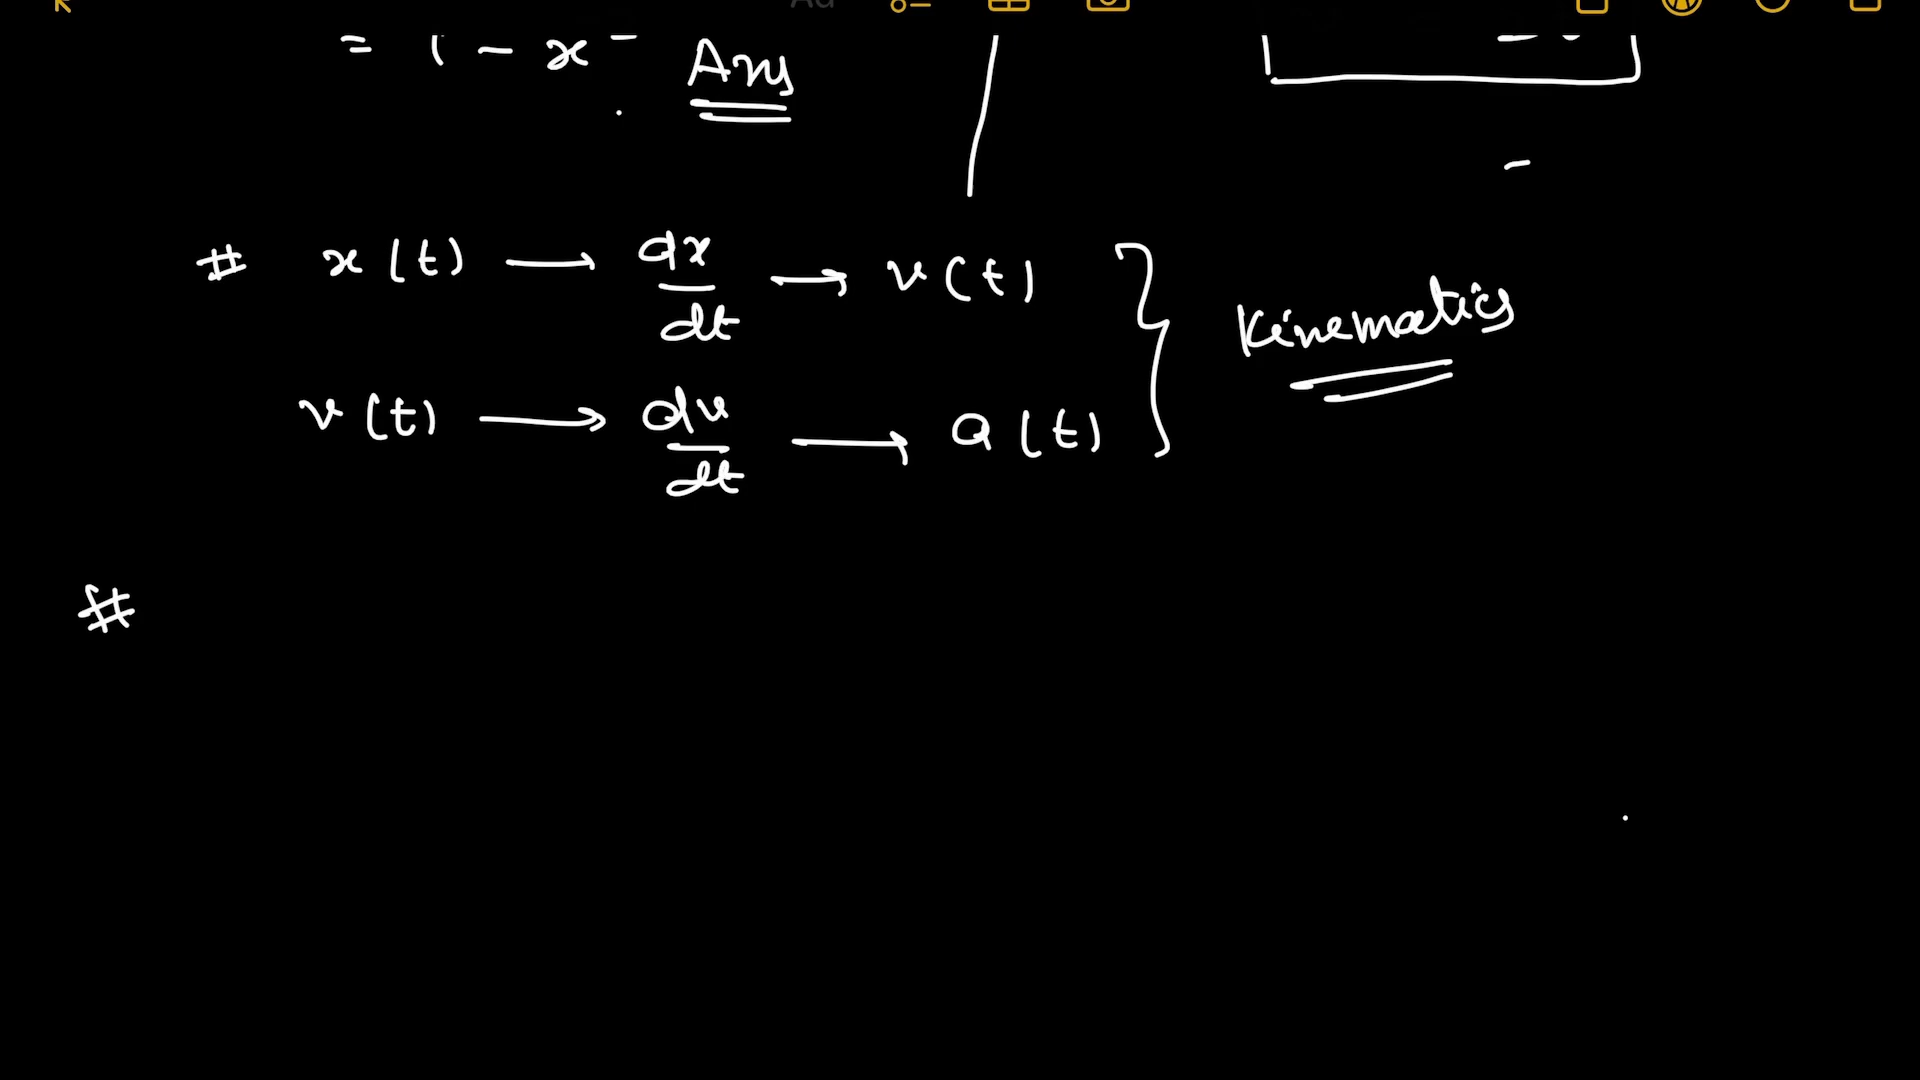 = 1 - x Ans
# x(t) → dx/dt → v(t)
v(t) → dv/dt → a(t)
Kinematics
#